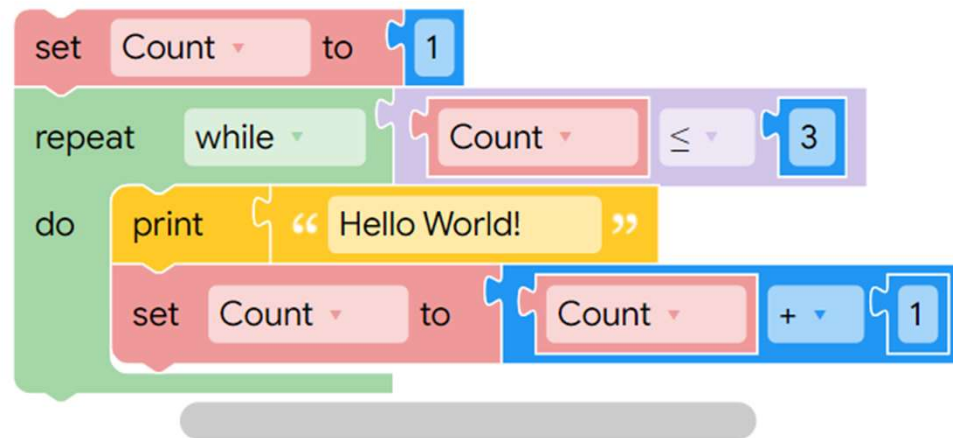 set Count ▾ to 1
repeat while ▾ Count ▾ ≤ ▾ 3
do print “ Hello World! ”
set Count ▾ to Count ▾ + ▾ 1